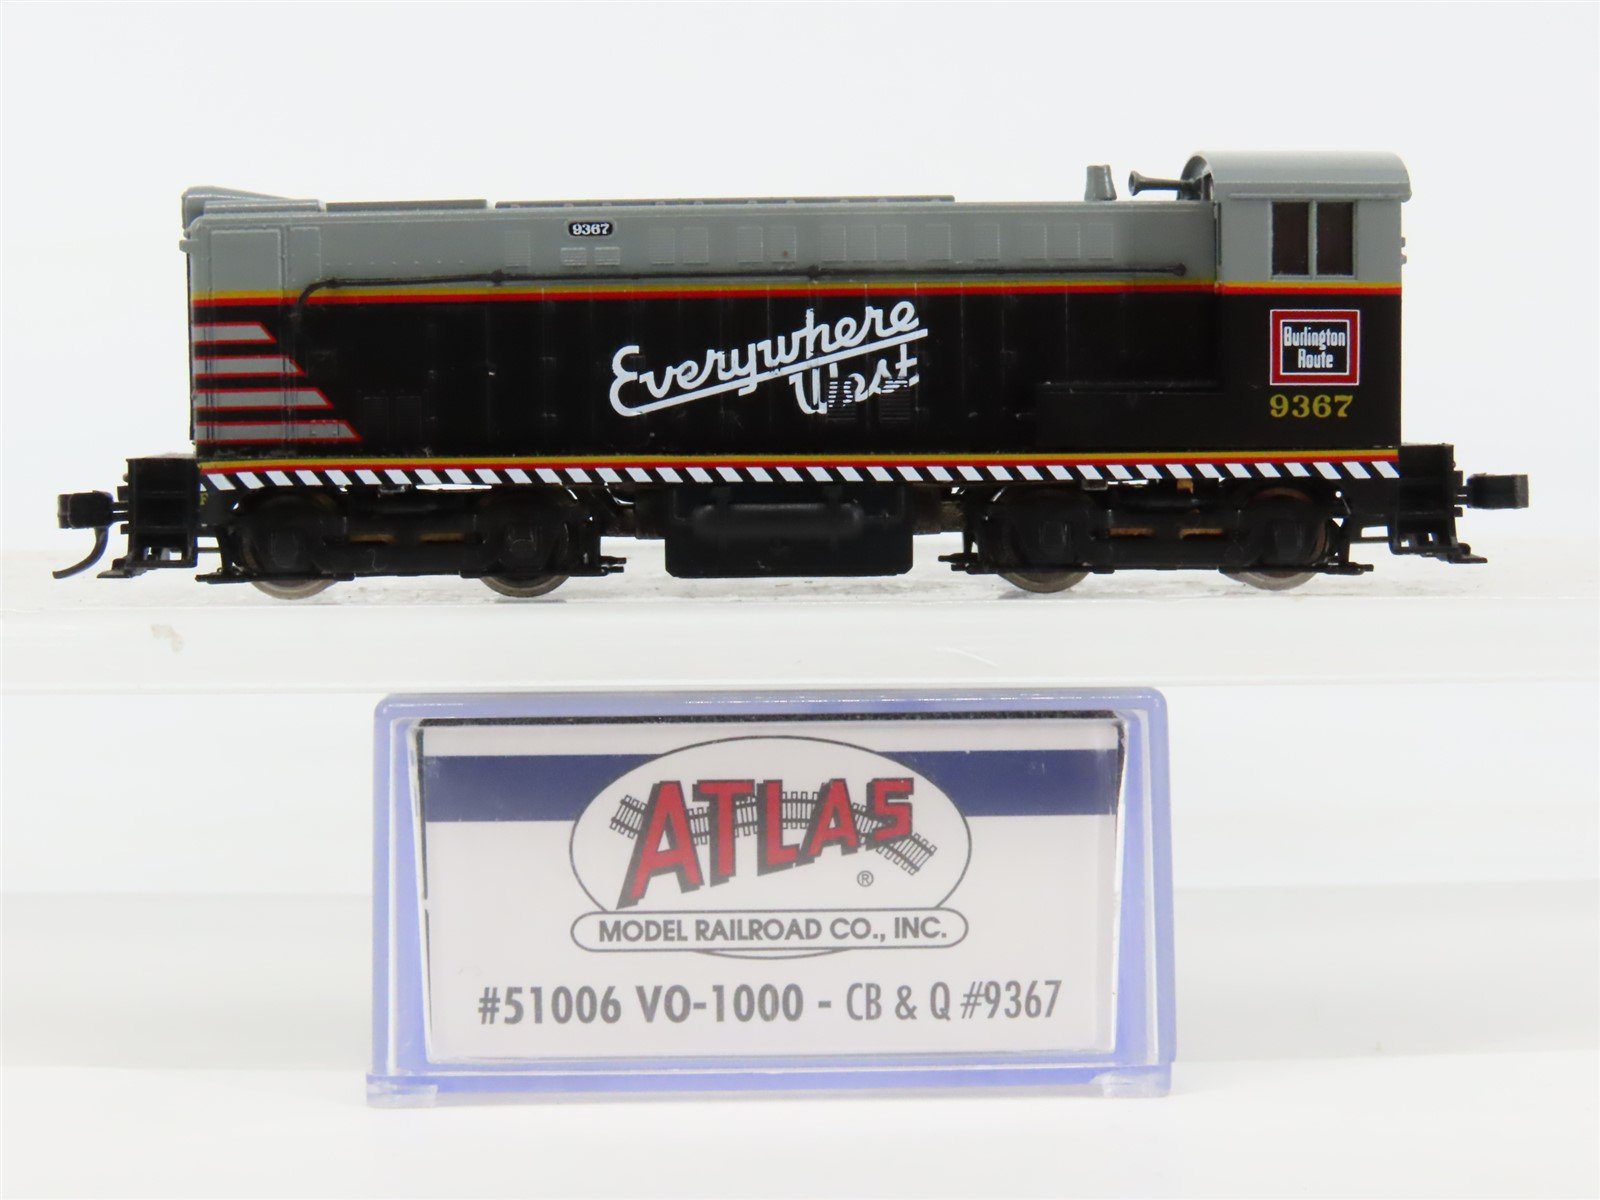 9367
Everywhere
West
Burlington
Route
9367
F
ATLAS
®
MODEL RAILROAD CO., INC.
#51006 VO-1000 - CB & Q #9367